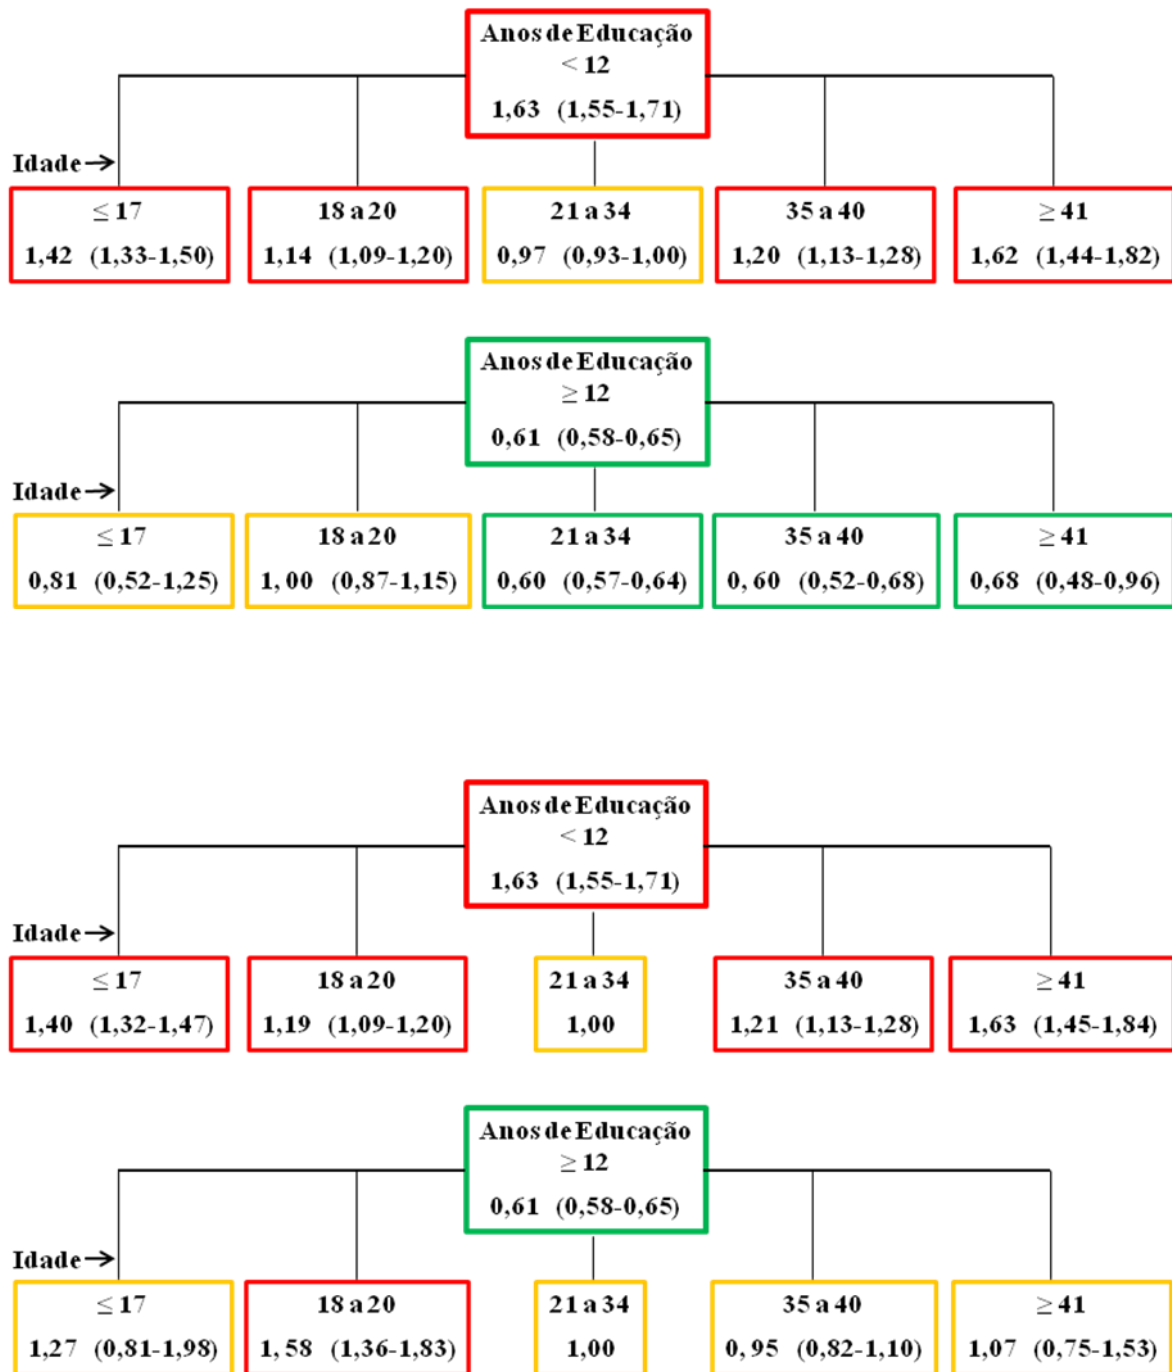 Anos de Educação
< 12
1,63 (1,55-1,71)
Idade→
≤ 17
1,42 (1,33-1,50)
18 a 20
1,14 (1,09-1,20)
21 a 34
0,97 (0,93-1,00)
35 a 40
1,20 (1,13-1,28)
≥ 41
1,62 (1,44-1,82)
Anos de Educação
≥ 12
0,61 (0,58-0,65)
Idade→
≤ 17
0,81 (0,52-1,25)
18 a 20
1,00 (0,87-1,15)
21 a 34
0,60 (0,57-0,64)
35 a 40
0,60 (0,52-0,68)
≥ 41
0,68 (0,48-0,96)
Anos de Educação
< 12
1,63 (1,55-1,71)
Idade→
≤ 17
1,40 (1,32-1,47)
18 a 20
1,19 (1,09-1,20)
21 a 34
1,00
35 a 40
1,21 (1,13-1,28)
≥ 41
1,63 (1,45-1,84)
Anos de Educação
≥ 12
0,61 (0,58-0,65)
Idade→
≤ 17
1,27 (0,81-1,98)
18 a 20
1,58 (1,36-1,83)
21 a 34
1,00
35 a 40
0,95 (0,82-1,10)
≥ 41
1,07 (0,75-1,53)